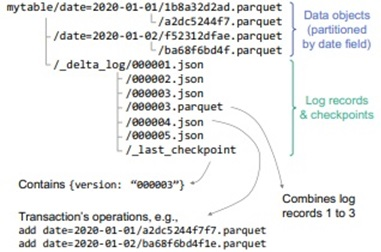 mytable/date=2020-01-01/1b8a32d2ad.parquet
/a2dc5244f7.parquet
/date=2020-01-02/f52312dfae.parquet
/ba68f6bd4f.parquet
/_delta_log/000001.json
/000002.json
/000003.json
/000003.parquet
/000004.json
/000005.json
/_last_checkpoint
Data objects
(partitioned
by date field)
Log records
& checkpoints
Contains {version: “000003”}
Combines log
records 1 to 3
Transaction's operations, e.g.,
add date=2020-01-01/a2dc5244f7f7.parquet
add date=2020-01-02/ba68f6bd4f1e.parquet